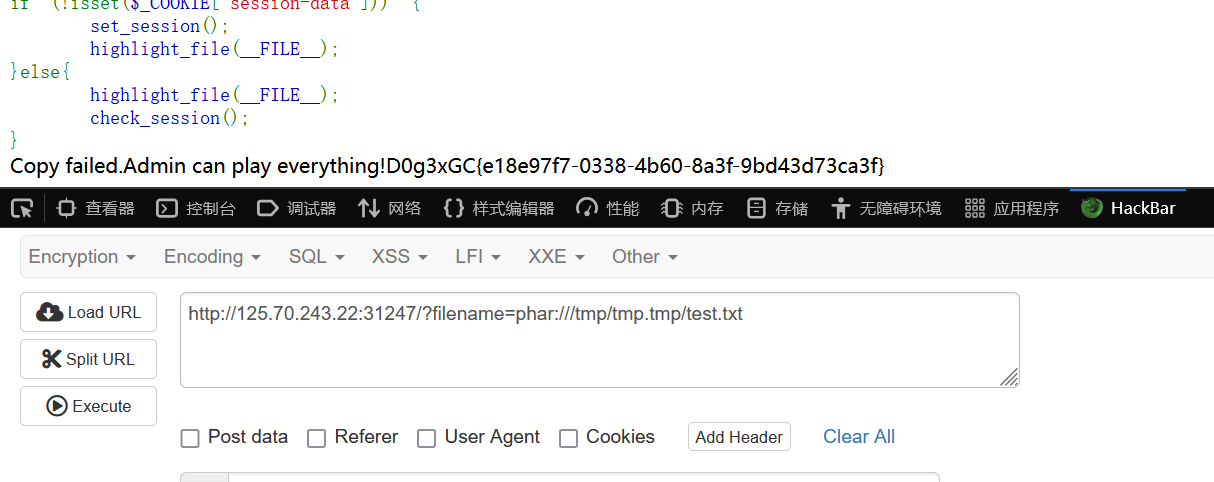 if (!isset($_COOKIE['session-data'])) {
set_session();
highlight_file(__FILE__);
}else{
highlight_file(__FILE__);
check_session();
}
Copy failed.Admin can play everything!D0g3xGC{e18e97f7-0338-4b60-8a3f-9bd43d73ca3f}
查看器 控制台 调试器 网络 样式编辑器 性能 内存 存储 无障碍环境 应用程序 HackBar
Encryption Encoding SQL XSS LFI XXE Other
Load URL http://125.70.243.22:31247/?filename=phar:///tmp/tmp.tmp/test.txt
Split URL
Execute
Post data Referer User Agent Cookies Add Header Clear All